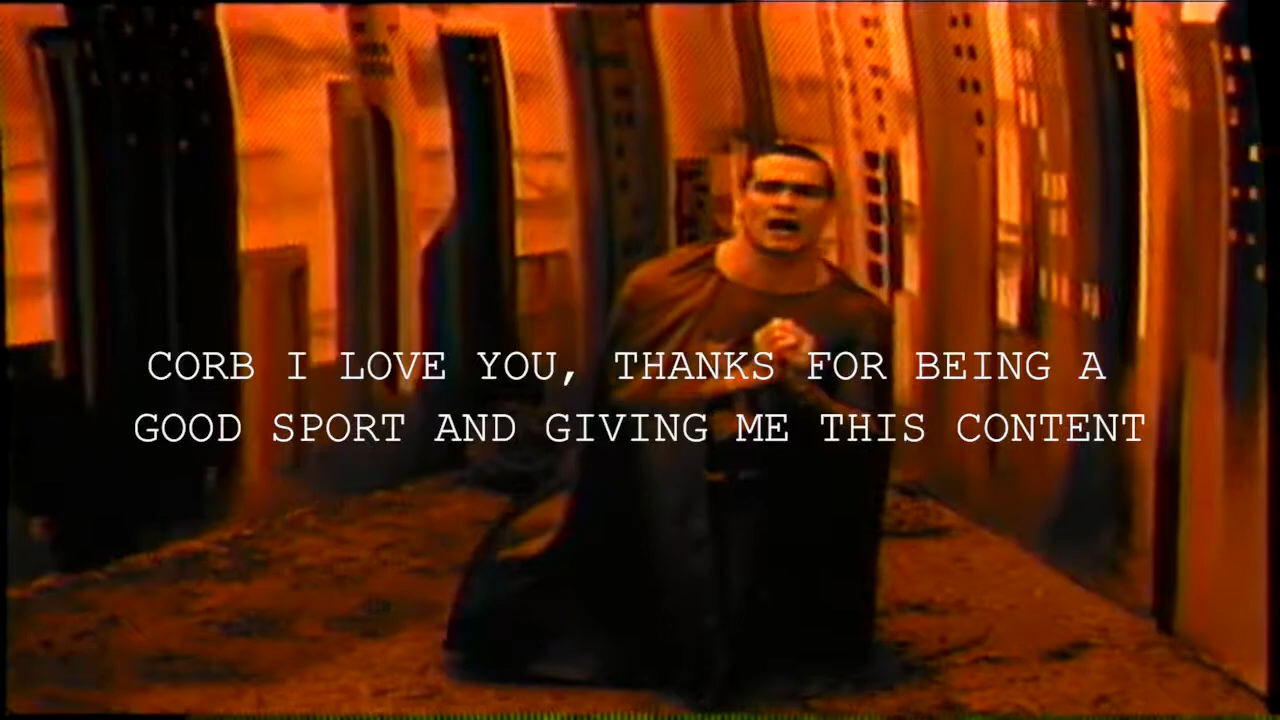 CORB I LOVE YOU, THANKS FOR BEING A
GOOD SPORT AND GIVING ME THIS CONTENT